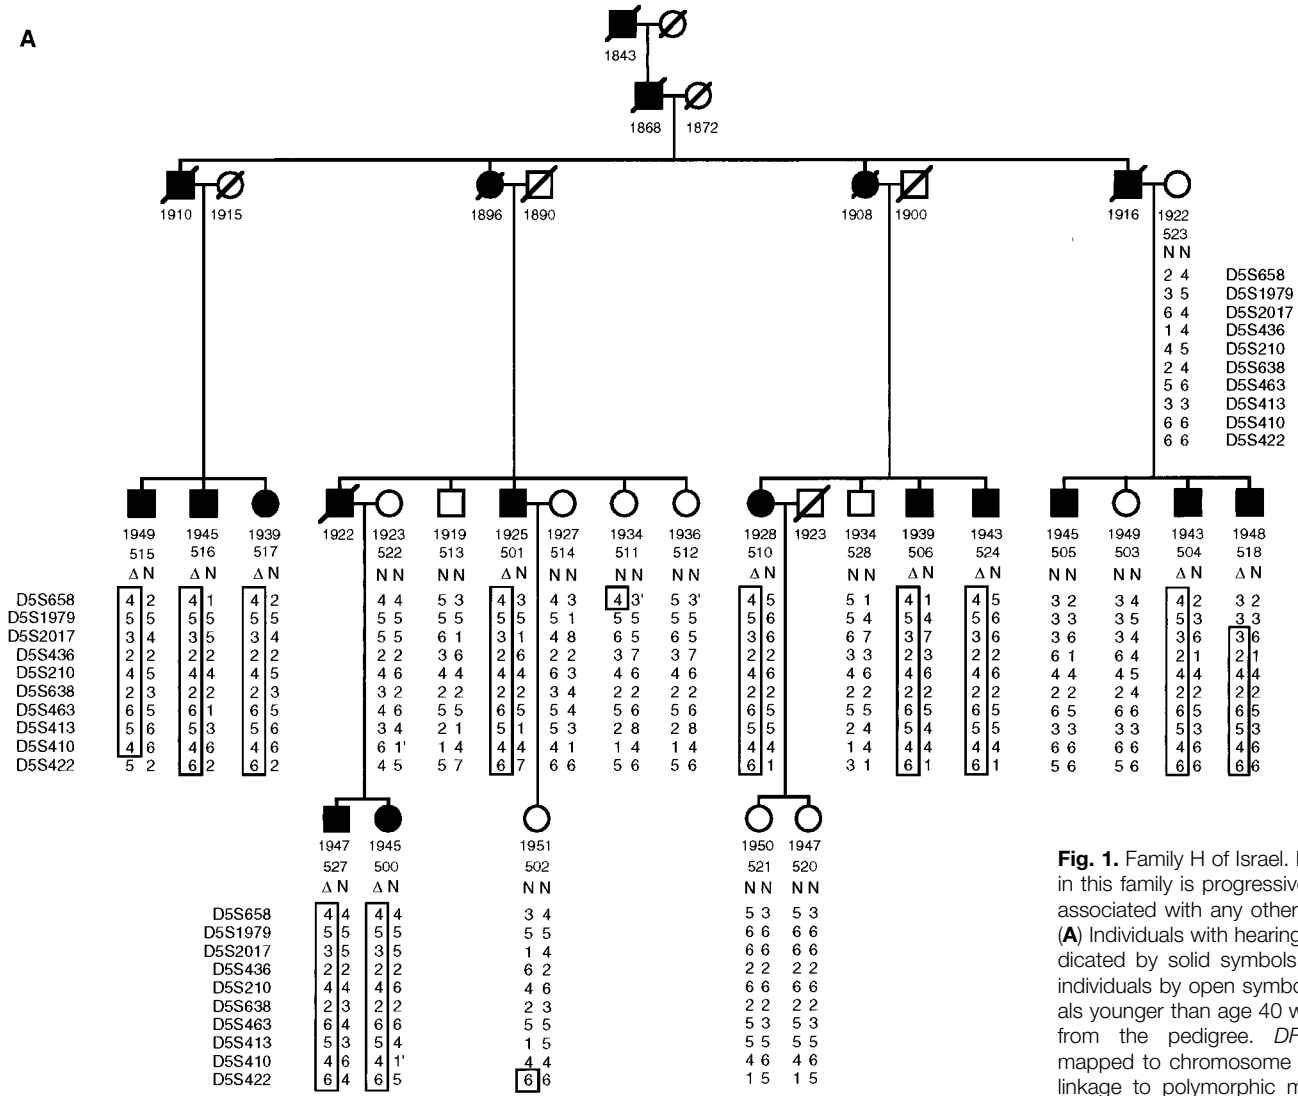 A
1843
1868 1872
1910 1915 1896 1890 1908 1900 1916 1922
523
N N
2 4 D5S658
3 5 D5S1979
6 4 D5S2017
1 4 D5S436
4 5 D5S210
2 4 D5S638
5 6 D5S463
3 3 D5S413
6 6 D5S410
6 6 D5S422
1949 1945 1939 1922 1923 1919 1925 1927 1934 1936 1928 1923 1934 1939 1943 1945 1949 1943 1948
515 516 517 522 513 501 514 511 512 510 528 506 524 505 503 504 518
Δ N Δ N Δ N N N N N Δ N N N N N N N Δ N N N Δ N Δ N N N N N Δ N Δ N
D5S658 4 2 4 1 4 2 4 4 5 3 4 3 4 3 4 3' 5 3' 4 5 5 1 4 1 4 5 3 2 3 4 4 2 3 2
D5S1979 5 5 5 5 5 5 5 5 5 5 5 5 5 1 5 5 5 5 5 6 5 4 5 4 5 6 3 3 3 5 5 3 3 3
D5S2017 3 4 3 5 3 4 5 5 6 1 3 1 4 8 6 5 6 5 3 6 6 7 3 7 3 6 3 6 3 4 3 6 3 6
D5S436 2 2 2 2 2 2 2 2 3 6 2 6 2 2 3 7 3 7 2 2 3 3 2 3 2 2 6 1 6 4 2 1 2 1
D5S210 4 5 4 4 4 5 4 6 4 4 4 4 6 3 4 6 4 6 4 6 4 6 4 6 4 6 4 4 4 5 4 4 4 4
D5S638 2 3 2 2 2 3 3 2 2 2 2 2 3 4 2 2 2 2 2 2 2 2 2 2 2 2 2 2 2 4 2 2 2 2
D5S463 6 5 6 1 6 5 4 6 5 5 6 5 5 4 5 6 5 6 6 5 5 5 6 5 6 5 6 5 6 6 6 5 6 5
D5S413 5 6 5 3 5 6 3 4 2 1 5 1 5 3 2 8 2 8 5 5 2 4 5 4 5 5 3 3 3 3 5 3 5 3
D5S410 4 6 4 6 4 6 6 1' 1 4 4 4 4 1 1 4 1 4 4 4 1 4 4 4 4 4 6 6 6 6 4 6 4 6
D5S422 5 2 6 2 6 2 4 5 5 7 6 7 6 6 5 6 5 6 6 1 3 1 6 1 6 1 5 6 5 6 6 6 6 6
1947 1945 1951 1950 1947
527 500 502 521 520
Δ N Δ N N N N N N N
D5S658 4 4 4 4 3 4 5 3 5 3
D5S1979 5 5 5 5 5 5 6 6 6 6
D5S2017 3 5 3 5 1 4 6 6 6 6
D5S436 2 2 2 2 6 2 2 2 2 2
D5S210 4 4 4 6 4 6 6 6 6 6
D5S638 2 3 2 2 2 3 2 2 2 2
D5S463 6 4 6 6 5 5 5 3 5 3
D5S413 5 3 5 4 1 5 5 5 5 5
D5S410 4 6 4 1' 4 4 4 6 4 6
D5S422 6 4 6 5 6 6 1 5 1 5
Fig. 1. Family H of Israel.
in this family is progressive
associated with any other
(A) Individuals with hearing
dicated by solid symbols
individuals by open symbo
als younger than age 40 w
from the pedigree. DF
mapped to chromosome
linkage to polymorphic m